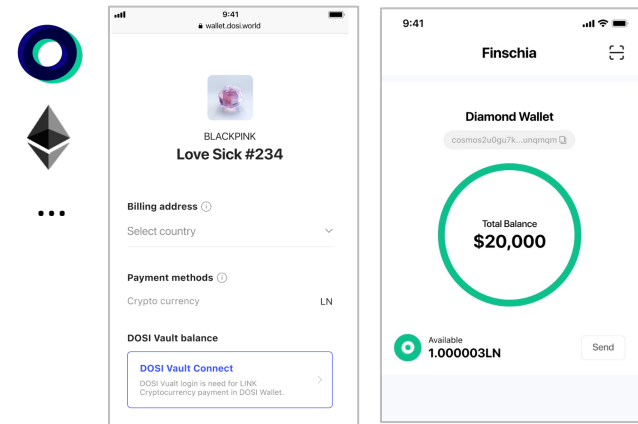 ...
9:41
wallet.dosi.world
BLACKPINK
Love Sick #234
Billing address
Select country
Payment methods
Crypto currency LN
DOSI Vault balance
DOSI Vault Connect
DOSI Vualt login is need for LINK
Cryptocurrency payment in DOSI Wallet.
9:41
Finschia
Diamond Wallet
cosmos2u0gu7k...unqmqm
Total Balance
$20,000
Available
1.000003LN
Send